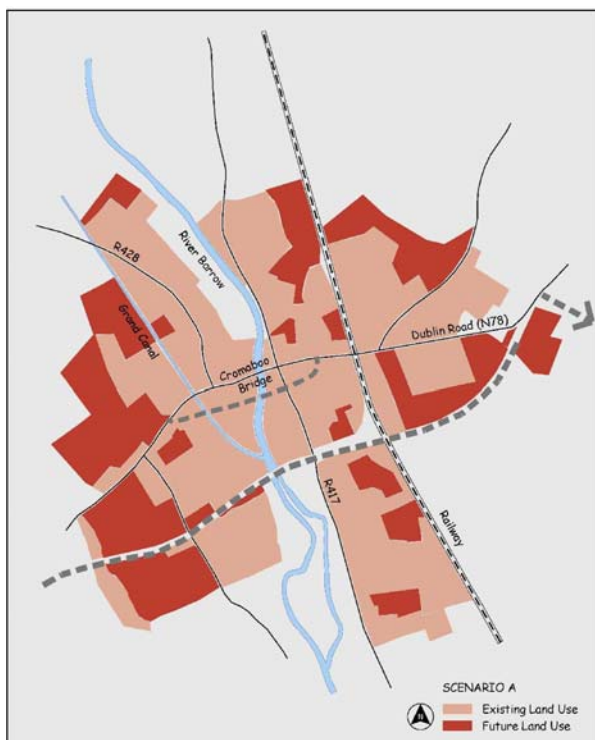 R428
River Barrow
Grand Canal
Dublin Road (N78)
Cromaboo
Bridge
R417
Railway
SCENARIO A
N
Existing Land Use
Future Land Use